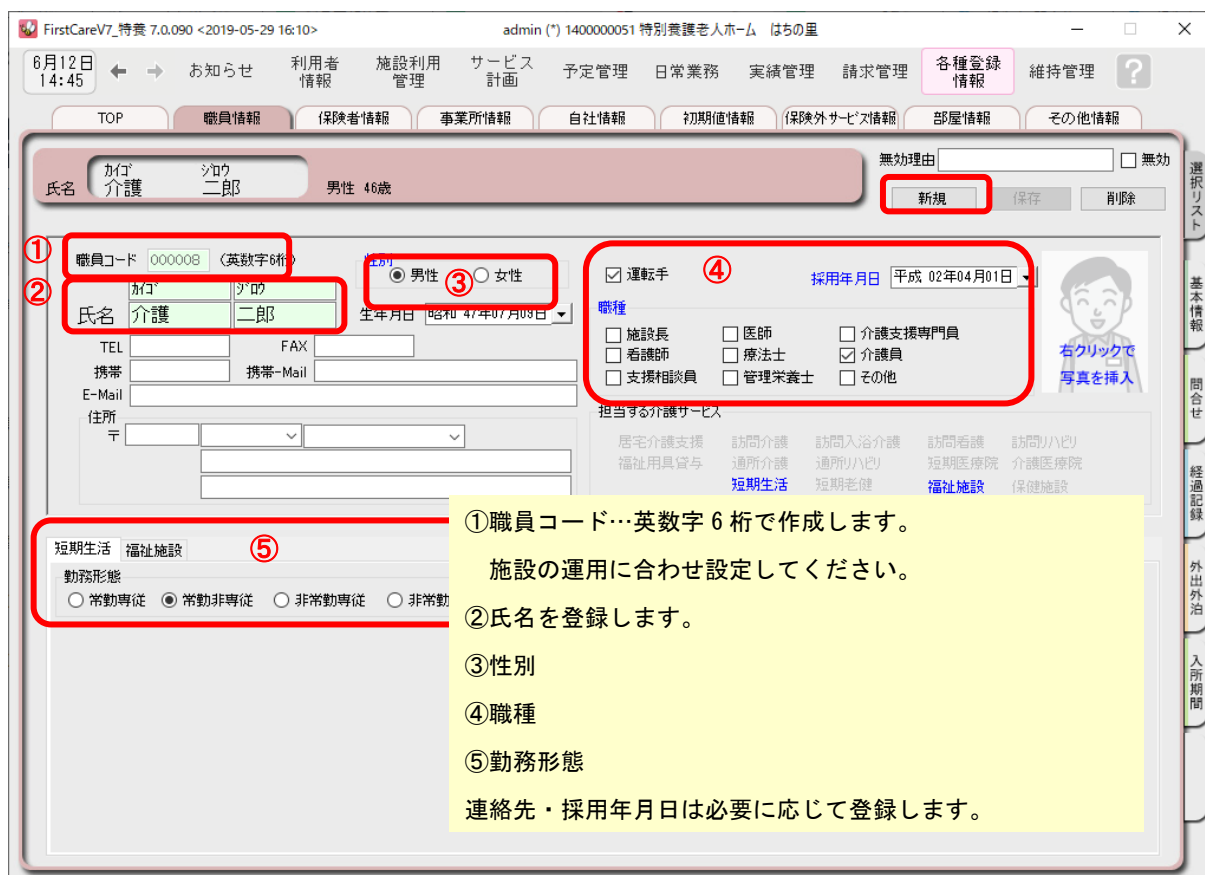 FirstCareV7_特養 7.0.090 <2019-05-29 16:10> admin (*) 1400000051 特別養護老人ホーム はちの里
6月12日
14:45
お知らせ
利用者
情報
施設利用
管理
サービス
計画
予定管理
日常業務
実績管理
請求管理
各種登録
情報
維持管理
?
TOP 職員情報 保険者情報 事業所情報 自社情報 初期値情報 保険外サービス情報 部屋情報 その他情報
無効理由 無効
カイゴ ジロウ
氏名 介護 二郎 男性 46歳
新規 保存 削除
① 職員コード 000008 (英数字6桁)
②
カイゴ ジロウ
氏名 介護 二郎
性別
男性 ③ 女性
生年月日 昭和 47年07月09日
TEL FAX
携帯 携帯-Mail
E-Mail
住所
〒
運転手 ④ 採用年月日 平成 02年04月01日
職種
施設長 医師 介護支援専門員
看護師 療法士 介護員
支援相談員 管理栄養士 その他
右クリックで
写真を挿入
担当する介護サービス
居宅介護支援 訪問介護 訪問入浴介護 訪問看護 訪問リハビリ
福祉用具貸与 通所介護 通所リハビリ 短期医療院 介護医療院
短期生活 短期老健 福祉施設 保健施設
短期生活 福祉施設 ⑤
勤務形態
常勤専従 常勤非専従 非常勤専従 非常勤
①職員コード…英数字6桁で作成します。
施設の運用に合わせ設定してください。
②氏名を登録します。
③性別
④職種
⑤勤務形態
連絡先・採用年月日は必要に応じて登録します。
選択リスト
基本情報
問合せ
経過記録
外出外泊
入所期間